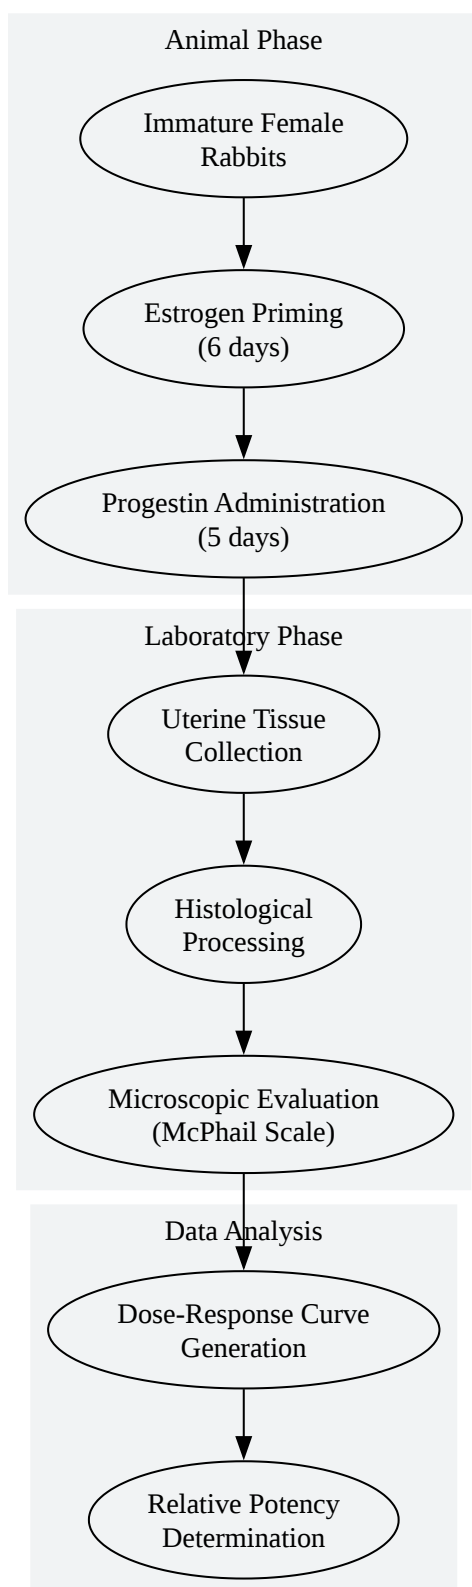 Animal Phase
Immature Female
Rabbits
Estrogen Priming
(6 days)
Progestin Administration
(5 days)
Laboratory Phase
Uterine Tissue
Collection
Histological
Processing
Microscopic Evaluation
(McPhail Scale)
Data Analysis
Dose-Response Curve
Generation
Relative Potency
Determination